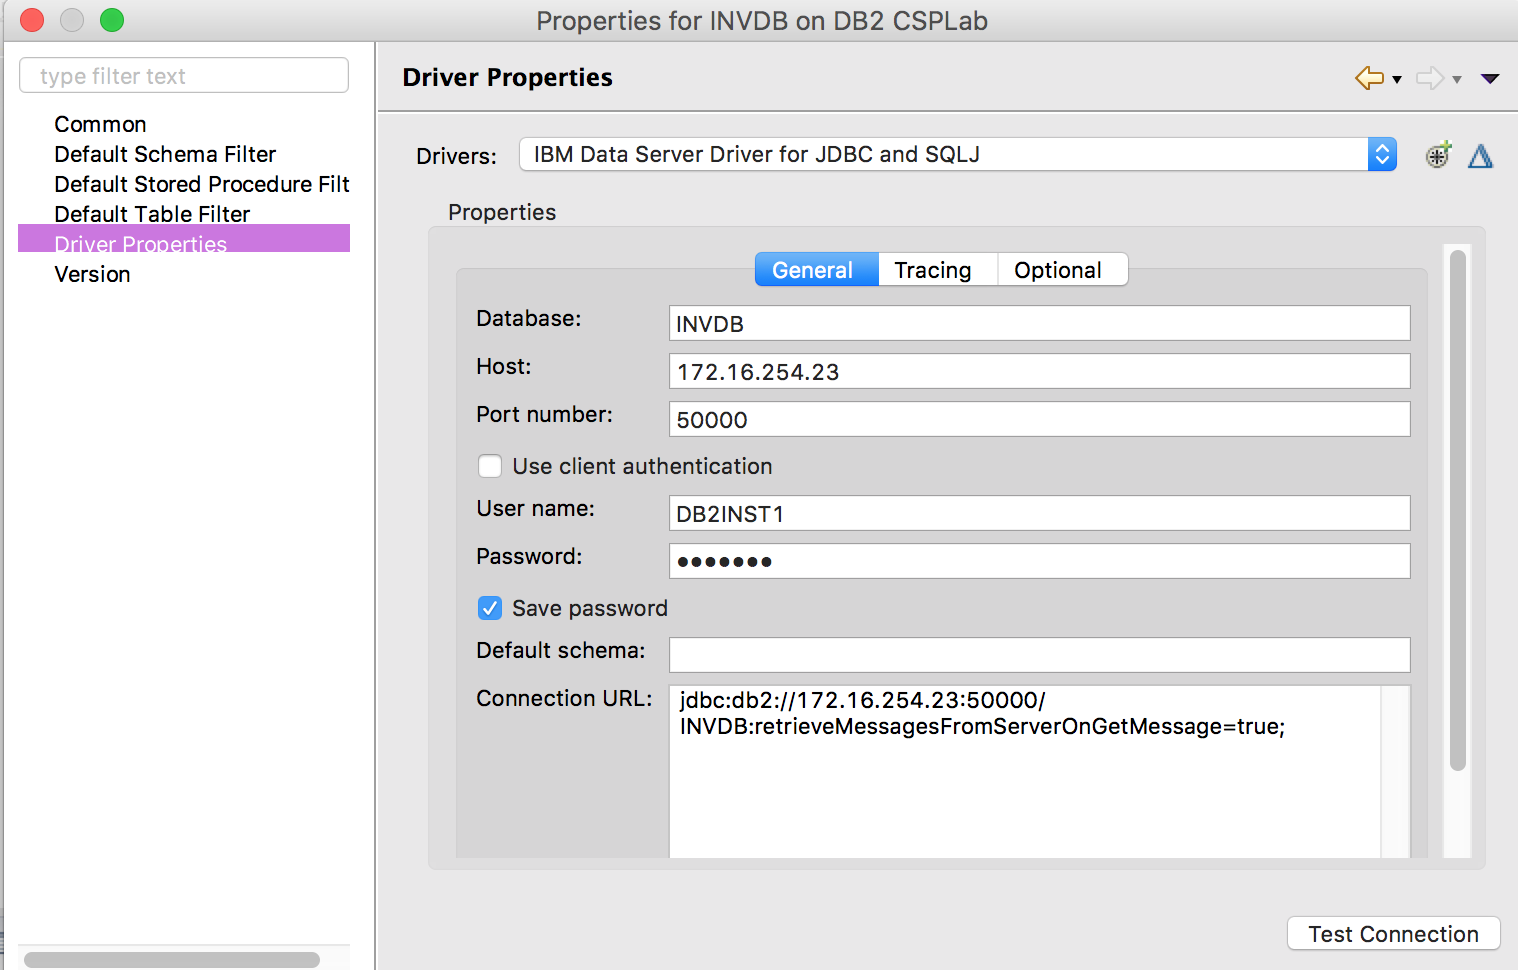 Properties for INVDB on DB2 CSPLab
type filter text
Common
Default Schema Filter
Default Stored Procedure Filt
Default Table Filter
Driver Properties
Version
Driver Properties
Drivers: IBM Data Server Driver for JDBC and SQLJ
Properties
General Tracing Optional
Database: INVDB
Host: 172.16.254.23
Port number: 50000
Use client authentication
User name: DB2INST1
Password: •••••••
Save password
Default schema:
Connection URL: jdbc:db2://172.16.254.23:50000/
INVDB:retrieveMessagesFromServerOnGetMessage=true;
Test Connection